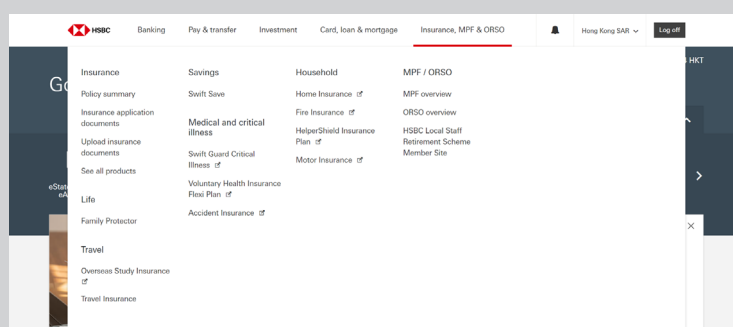 HSBC
Banking
Pay & transfer
Investment
Card, loan & mortgage
Insurance, MPF & ORSO
Hong Kong SAR
Log off
HKT
Go
Insurance
Policy summary
Insurance application
documents
Upload insurance
documents
See all products
Life
Family Protector
Travel
Overseas Study Insurance
Travel Insurance
Savings
Swift Save
Medical and critical
illness
Swift Guard Critical
Illness
Voluntary Health Insurance
Flexi Plan
Accident Insurance
Household
Home Insurance
Fire Insurance
HelperShield Insurance
Plan
Motor Insurance
MPF / ORSO
MPF overview
ORSO overview
HSBC Local Staff
Retirement Scheme
Member Site
eState
eA